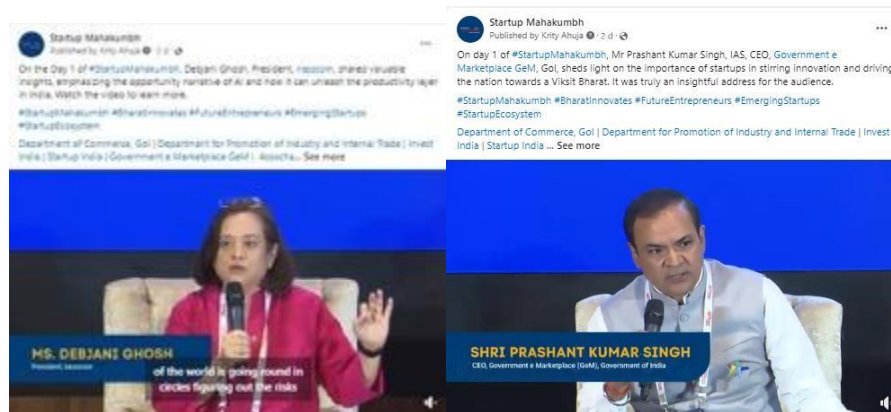 Startup Mahakumbh
Published by Krity Ahuja · 2 d ·
On the Day 1 of #StartupMahakumbh, Debjani Ghosh, President, nasscom, shared valuable
insights, emphasizing the opportunity narrative of AI and how it can unleash the productivity layer
in India. Watch the video to learn more.
#StartupMahakumbh #BharatInnovates #FutureEntrepreneurs #EmergingStartups
#StartupEcosystem
Department of Commerce, GoI | Department for Promotion of Industry and Internal Trade | Invest
India | Startup India | Government e Marketplace GeM | Assocha... See more
MS. DEBJANI GHOSH
President, nasscom
of the world is going round in
circles figuring out the risks
Startup Mahakumbh
Published by Krity Ahuja · 2 d ·
On day 1 of #StartupMahakumbh, Mr Prashant Kumar Singh, IAS, CEO, Government e
Marketplace GeM, GoI, sheds light on the importance of startups in stirring innovation and driving
the nation towards a Viksit Bharat. It was truly an insightful address for the audience.
#StartupMahakumbh #BharatInnovates #FutureEntrepreneurs #EmergingStartups
#StartupEcosystem
Department of Commerce, GoI | Department for Promotion of Industry and Internal Trade | Invest
India | Startup India ... See more
SHRI PRASHANT KUMAR SINGH
CEO, Government e Marketplace (GeM), Government of India